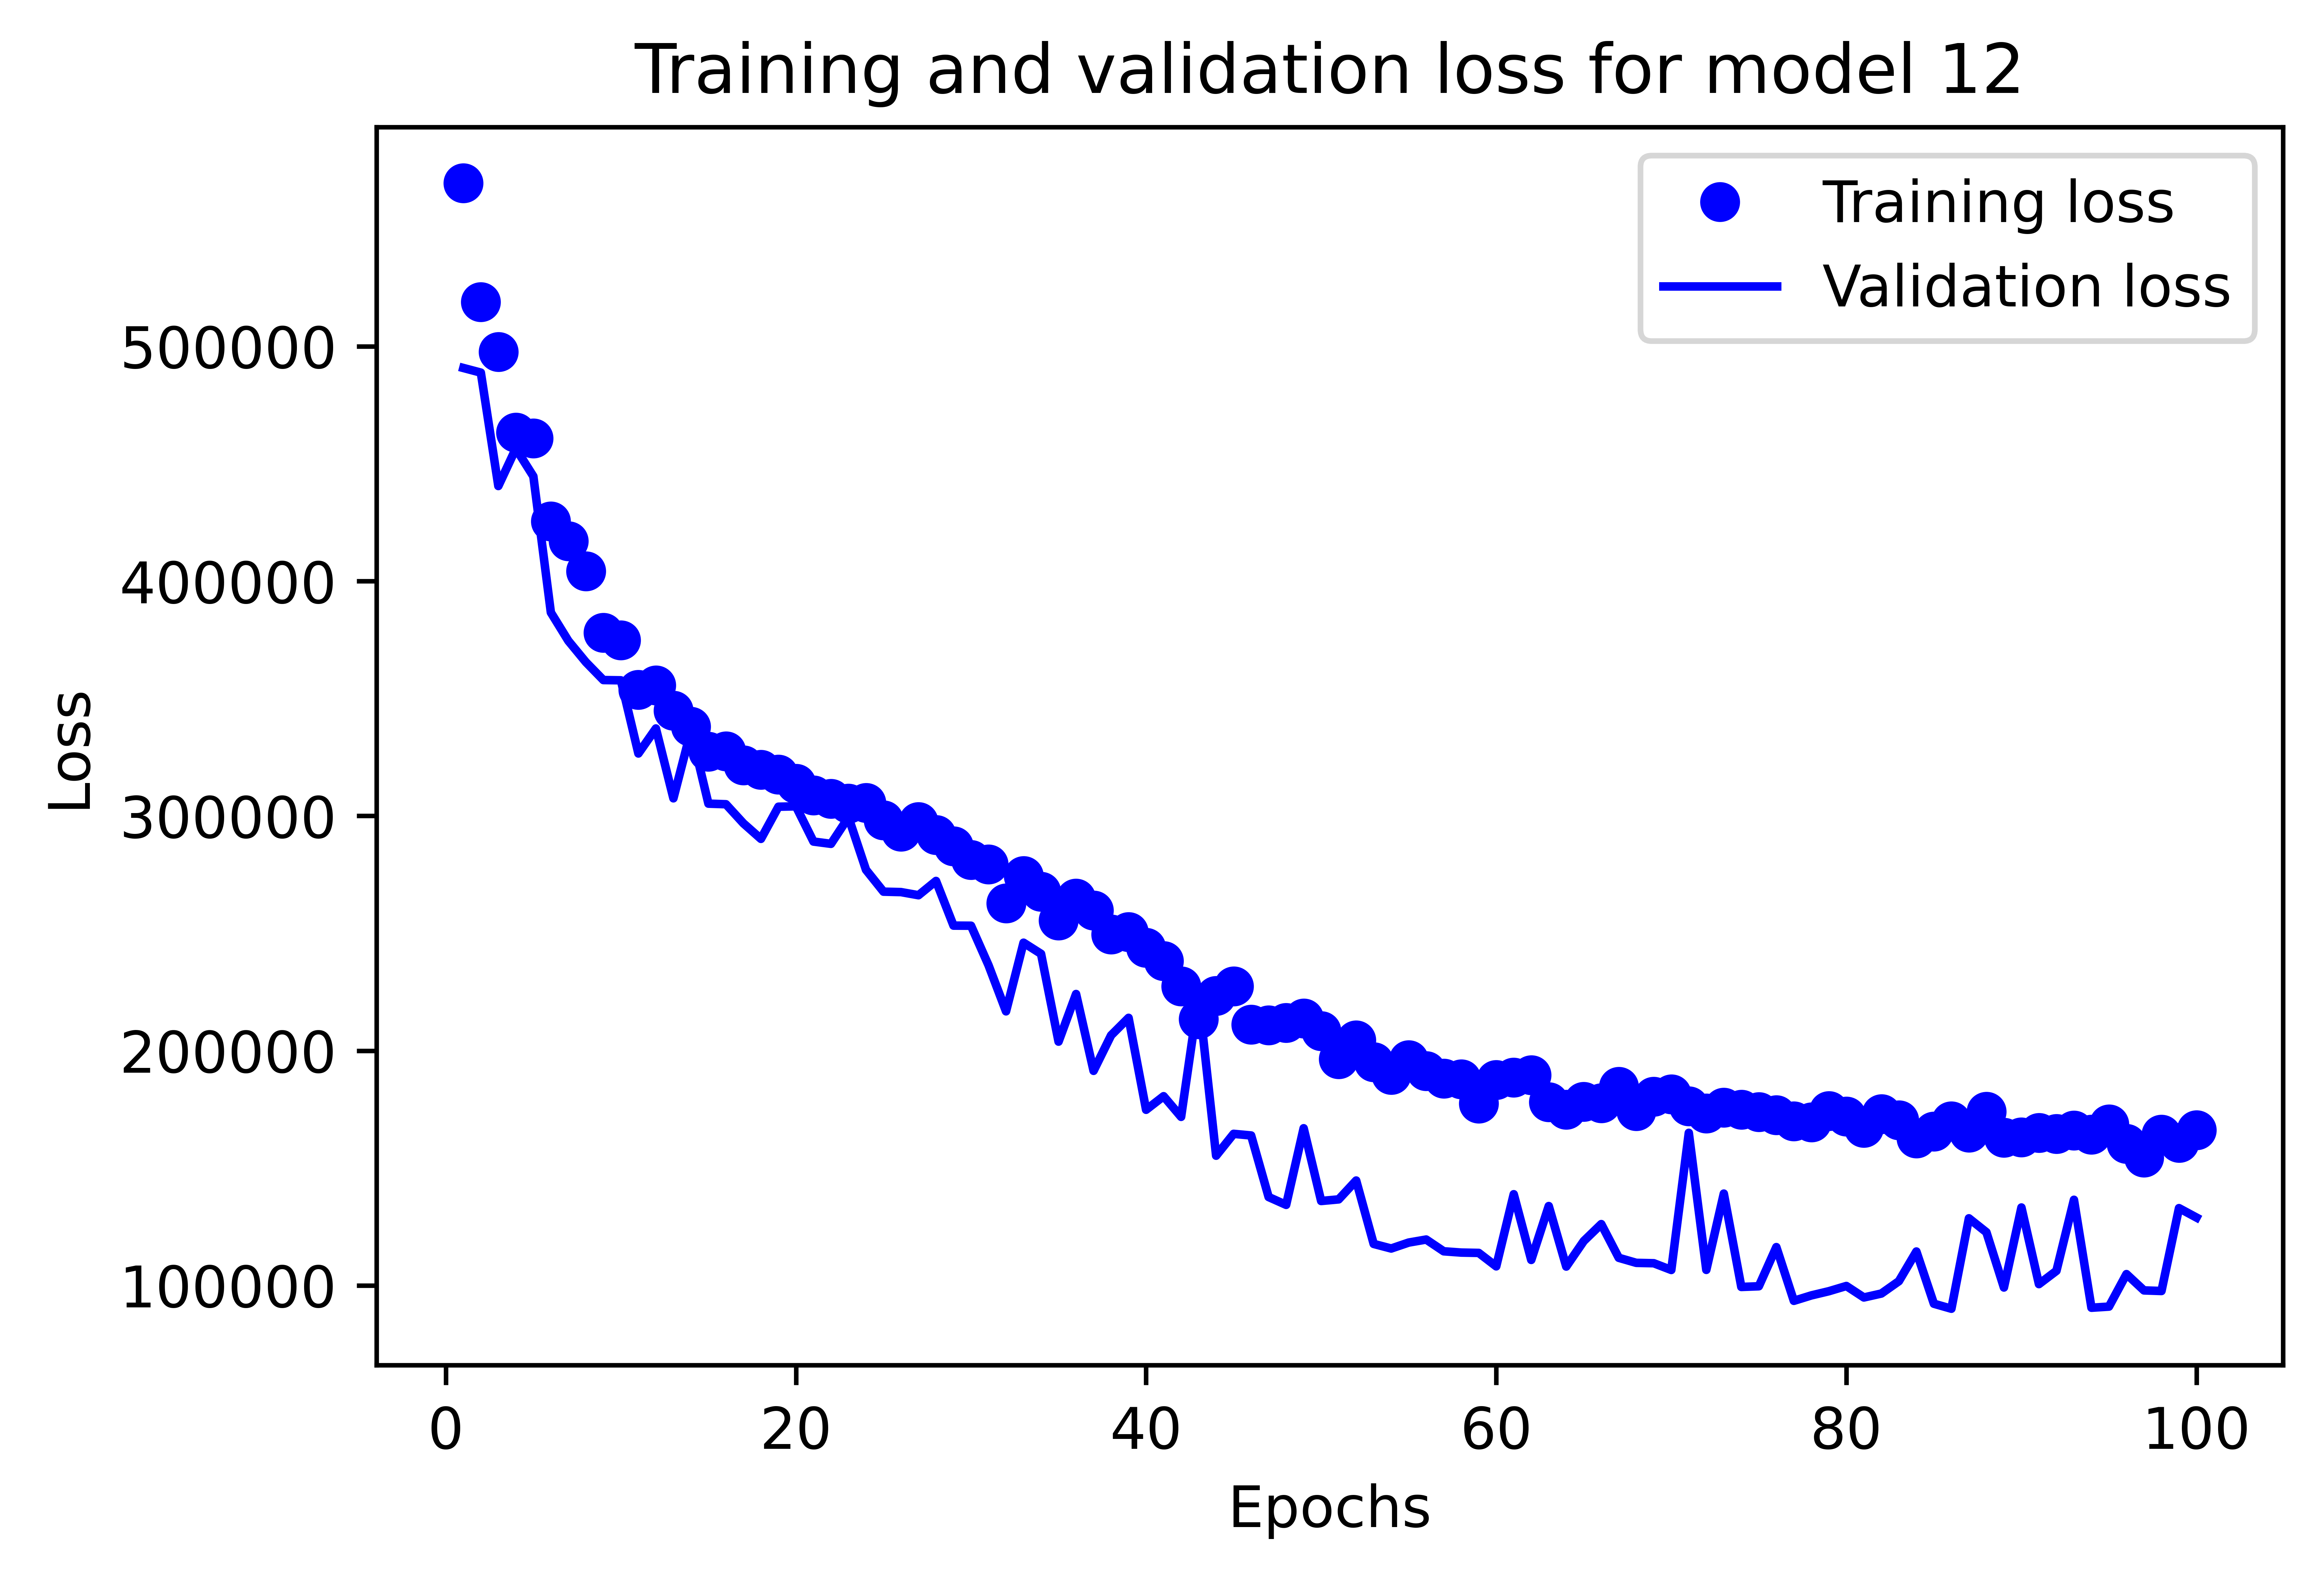 Training and validation loss for model 12
Training loss
Validation loss
500000
400000
300000
200000
100000
Loss
0 20 40 60 80 100
Epochs